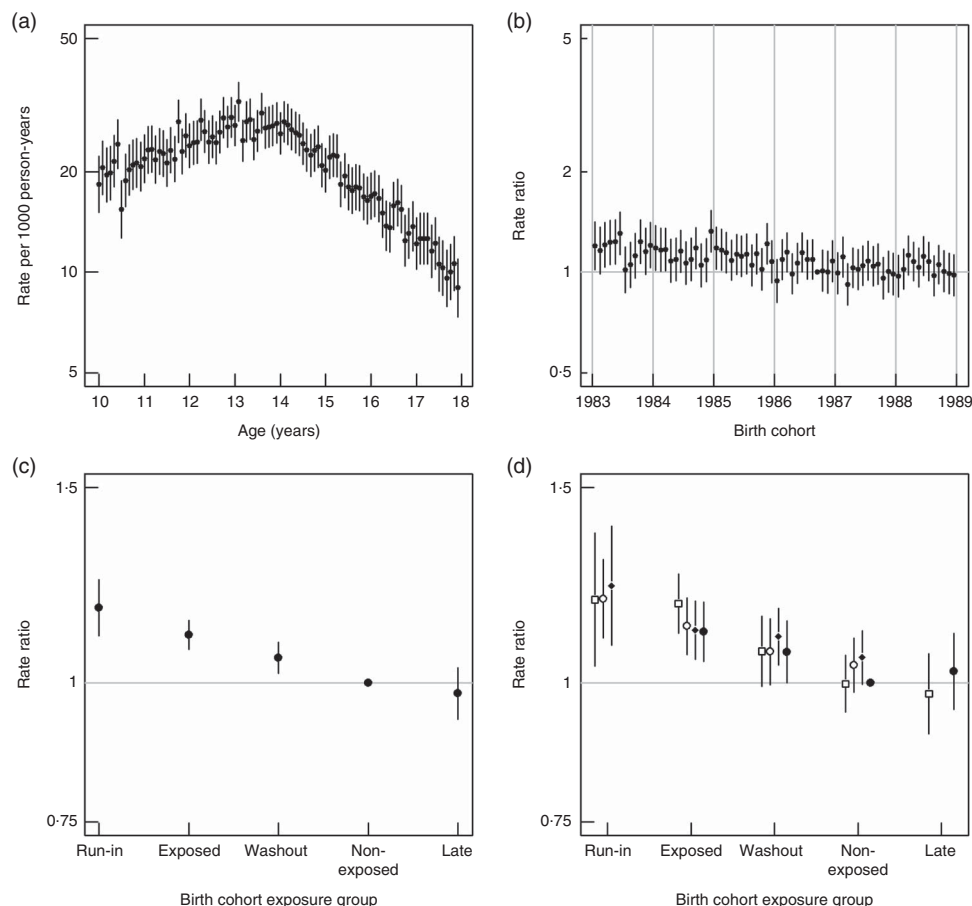 (a)
50
20
10
5
Rate per 1000 person-years
10 11 12 13 14 15 16 17 18
Age (years)
(b)
5
2
1
0·5
Rate ratio
1983 1984 1985 1986 1987 1988 1989
Birth cohort
(c)
1·5
1
0·75
Rate ratio
Run-in Exposed Washout Non-exposed Late
Birth cohort exposure group
(d)
1·5
1
0·75
Rate ratio
Run-in Exposed Washout Non-exposed Late
Birth cohort exposure group